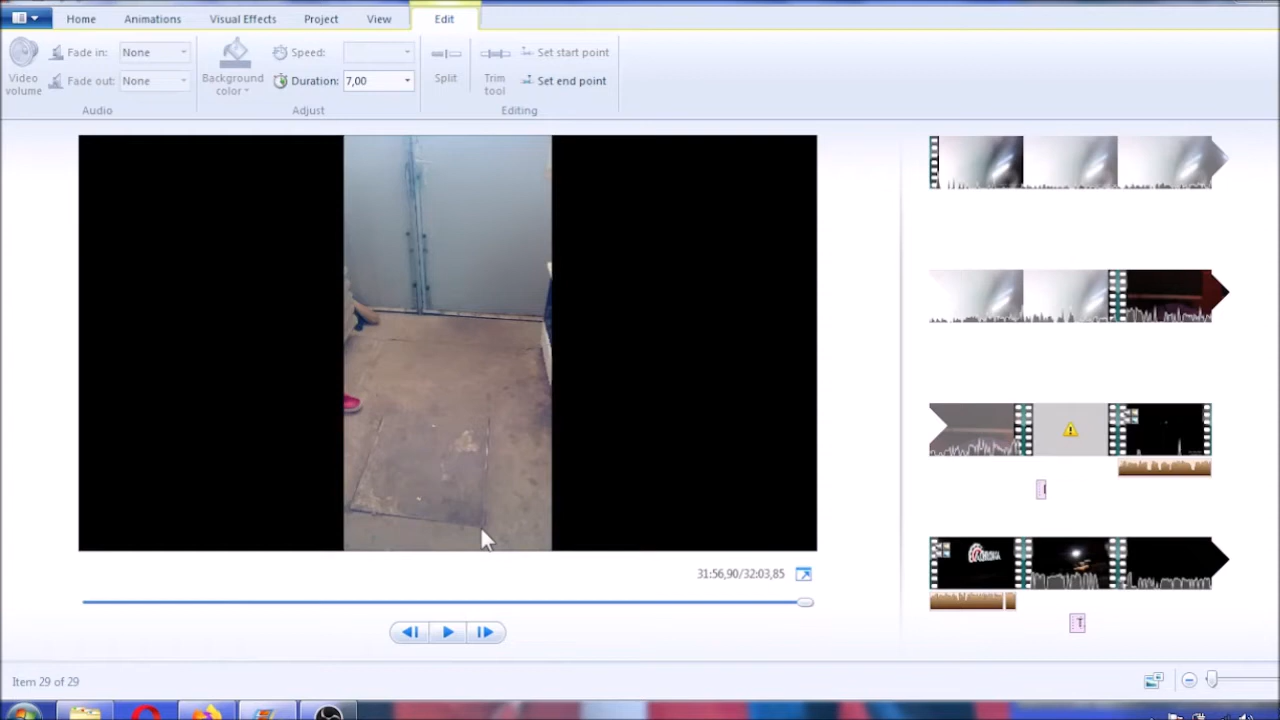 Home Animations Visual Effects Project View Edit
Video volume
Fade in: None
Fade out: None
Audio
Background color
Speed:
Duration: 7,00
Adjust
Split
Trim tool
Set start point
Set end point
Editing
31:56,90/32:03,85
T
Item 29 of 29